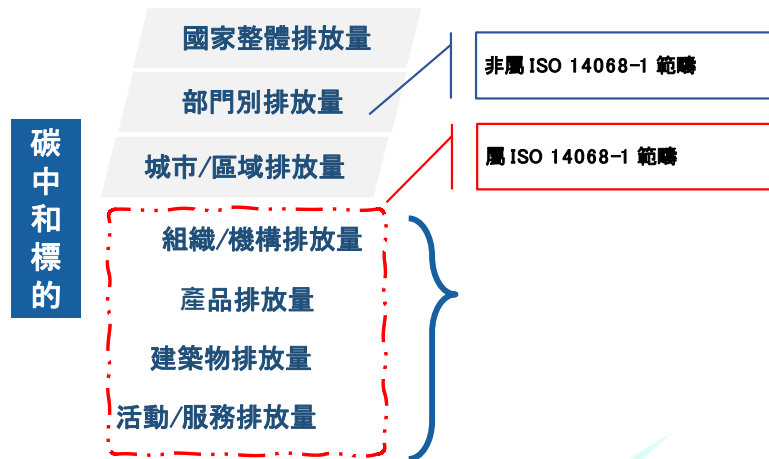 碳中和標的
國家整體排放量
部門別排放量
城市/區域排放量
組織/機構排放量
產品排放量
建築物排放量
活動/服務排放量
非屬 ISO 14068-1 範疇
屬 ISO 14068-1 範疇